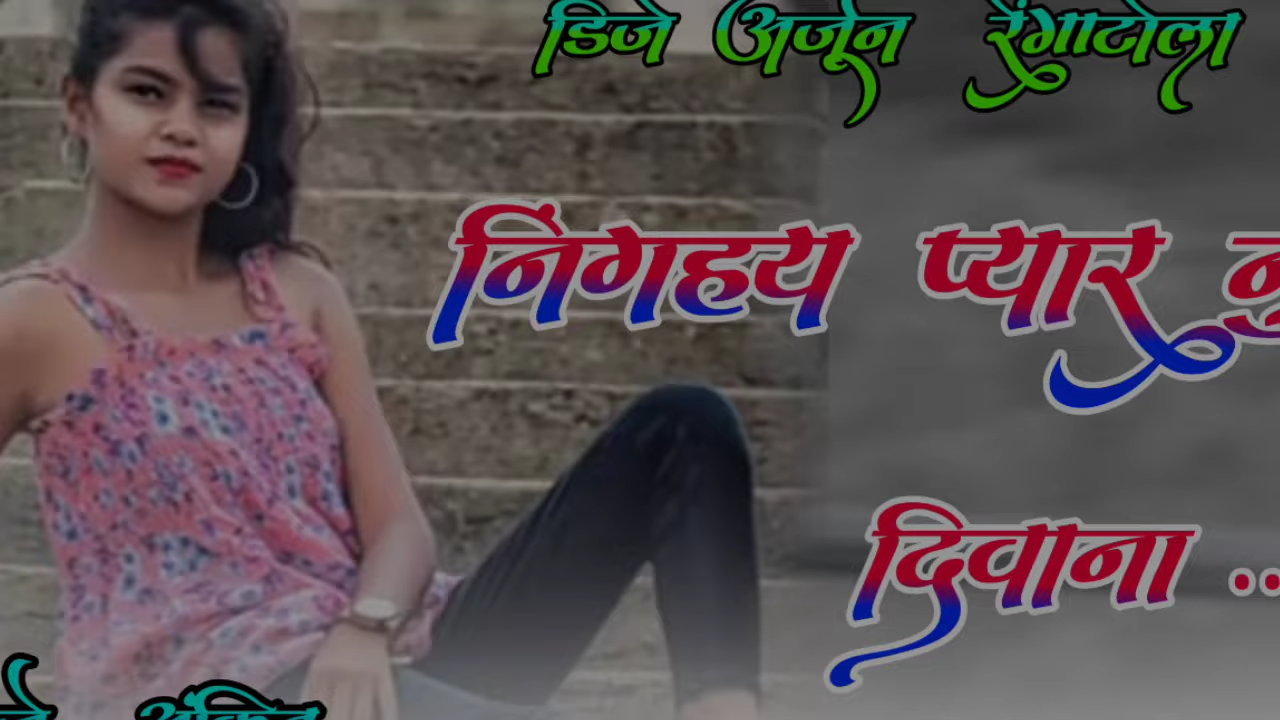 डिजे अर्जुन रेंगाटोला
निंगहय प्यार
दिवाना ..